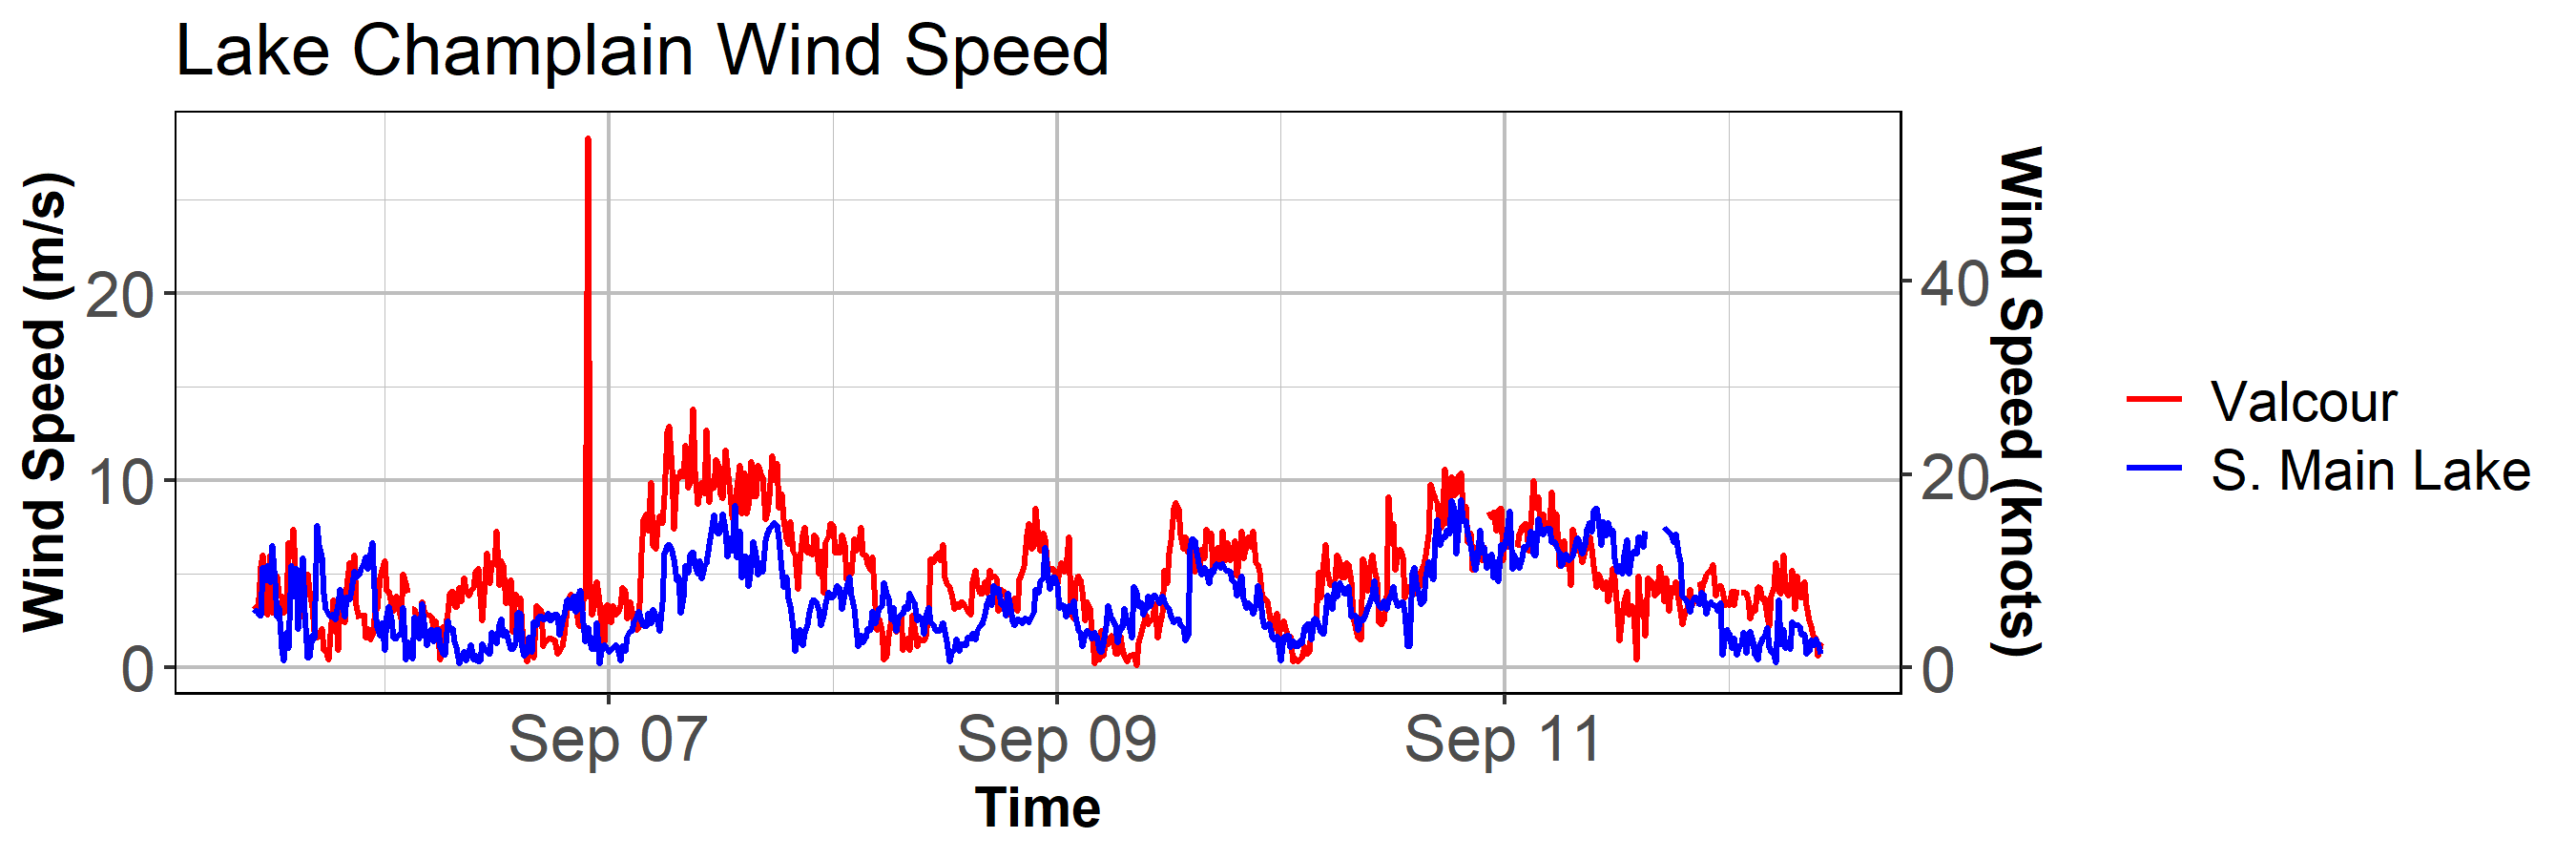 Lake Champlain Wind Speed
Wind Speed (m/s)
20
10
0
40
20
0
Wind Speed (knots)
Sep 07
Sep 09
Sep 11
Time
Valcour
S. Main Lake